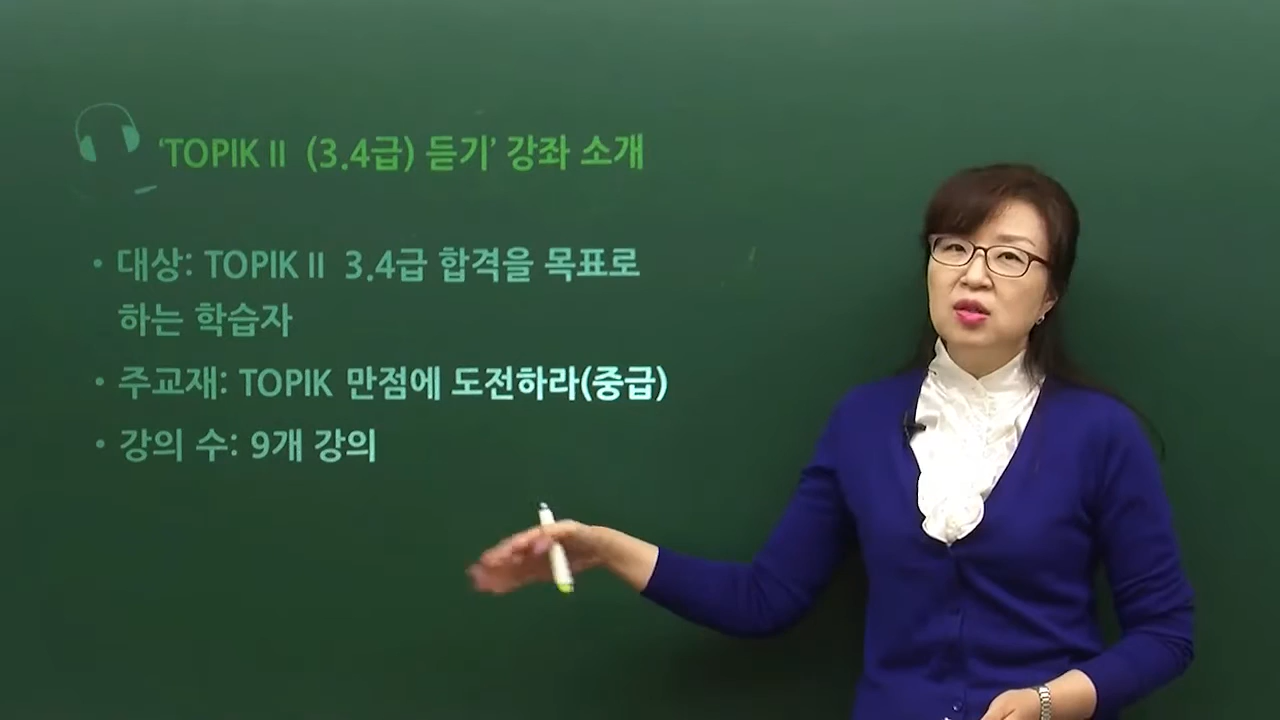 'TOPIK II (3.4급) 듣기' 강좌 소개
• 대상: TOPIK II 3.4급 합격을 목표로
하는 학습자
• 주교재: TOPIK 만점에 도전하라(중급)
• 강의 수: 9개 강의